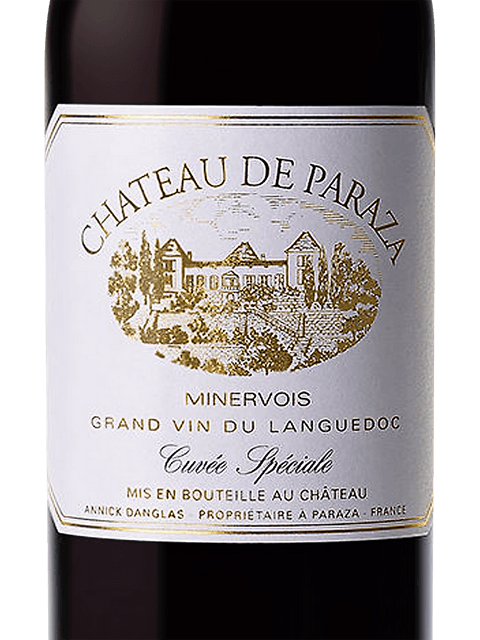 CHATEAU DE PARAZA
MINERVOIS
GRAND VIN DU LANGUEDOC
Cuvée Spéciale
MIS EN BOUTEILLE AU CHÂTEAU
ANNICK DANGLAS - PROPRIÉTAIRE À PARAZA - FRANCE